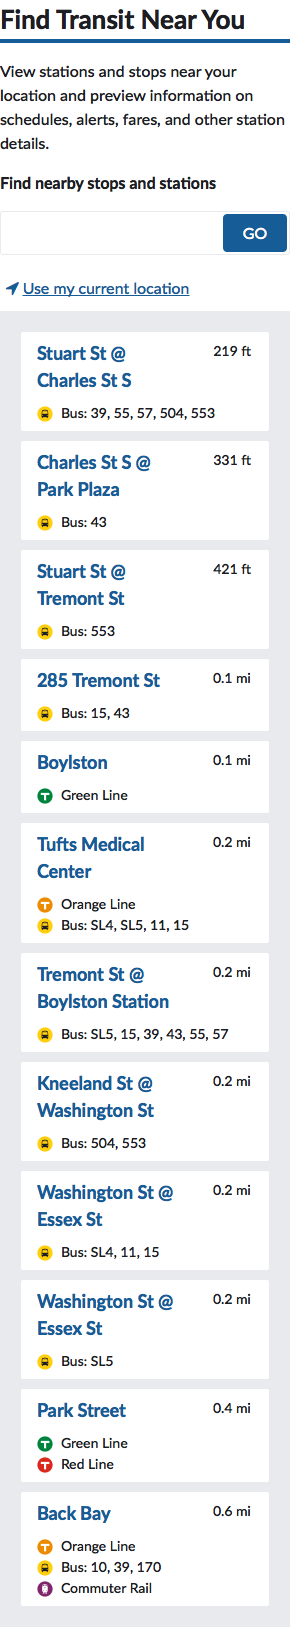 Find Transit Near You
View stations and stops near your
location and preview information on
schedules, alerts, fares, and other station
details.
Find nearby stops and stations
GO
Use my current location
Stuart St @ 219 ft
Charles St S
Bus: 39, 55, 57, 504, 553
Charles St S @ 331 ft
Park Plaza
Bus: 43
Stuart St @ 421 ft
Tremont St
Bus: 553
285 Tremont St 0.1 mi
Bus: 15, 43
Boylston 0.1 mi
T Green Line
Tufts Medical 0.2 mi
Center
T Orange Line
Bus: SL4, SL5, 11, 15
Tremont St @ 0.2 mi
Boylston Station
Bus: SL5, 15, 39, 43, 55, 57
Kneeland St @ 0.2 mi
Washington St
Bus: 504, 553
Washington St @ 0.2 mi
Essex St
Bus: SL4, 11, 15
Washington St @ 0.2 mi
Essex St
Bus: SL5
Park Street 0.4 mi
T Green Line
T Red Line
Back Bay 0.6 mi
T Orange Line
Bus: 10, 39, 170
Commuter Rail